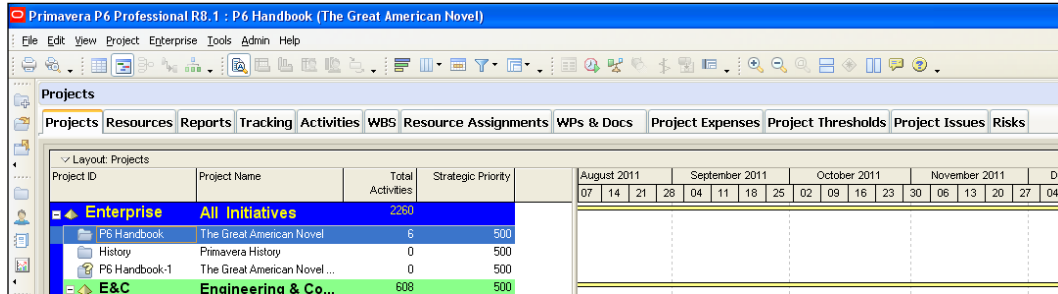 Primavera P6 Professional R8.1 : P6 Handbook (The Great American Novel)
File Edit View Project Enterprise Tools Admin Help
Projects
Projects Resources Reports Tracking Activities WBS Resource Assignments WPs & Docs Project Expenses Project Thresholds Project Issues Risks
Layout: Projects
Project ID Project Name Total Activities Strategic Priority August 2011 September 2011 October 2011 November 2011 D
07 14 21 28 04 11 18 25 02 09 16 23 30 06 13 20 27 04
Enterprise All Initiatives 2260
P6 Handbook The Great American Novel 6 500
History Primavera History 0 500
P6 Handbook-1 The Great American Novel ... 0 500
E&C Engineering & Co... 608 500